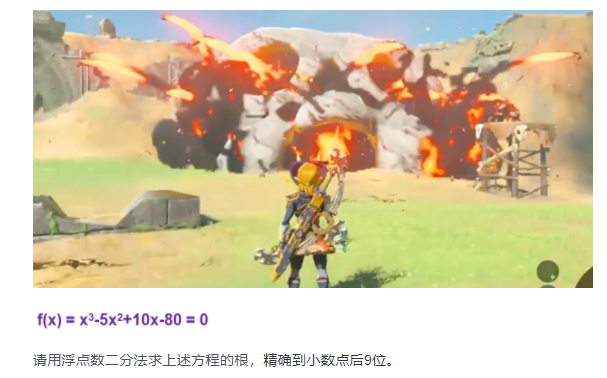 f(x) = x³-5x²+10x-80 = 0
请用浮点数二分法求上述方程的根，精确到小数点后9位。